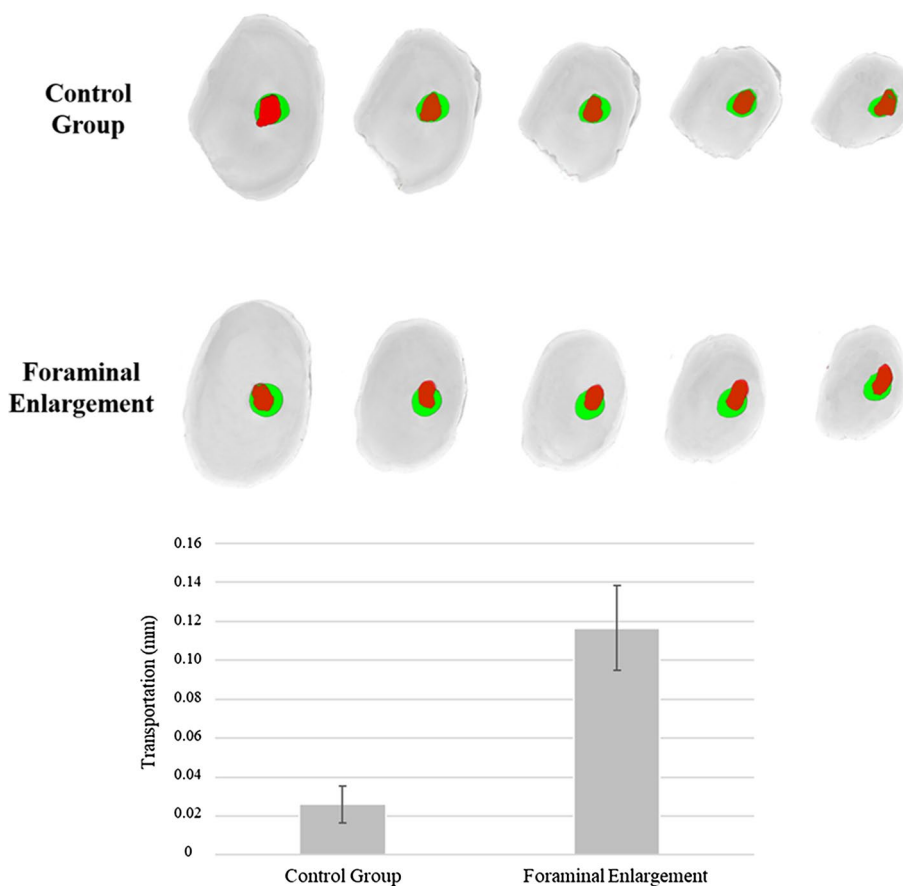 Control
Group
Foraminal
Enlargement
0.16
0.14
0.12
0.10
0.08
0.06
0.04
0.02
0
Transportation (mm)
Control Group
Foraminal Enlargement